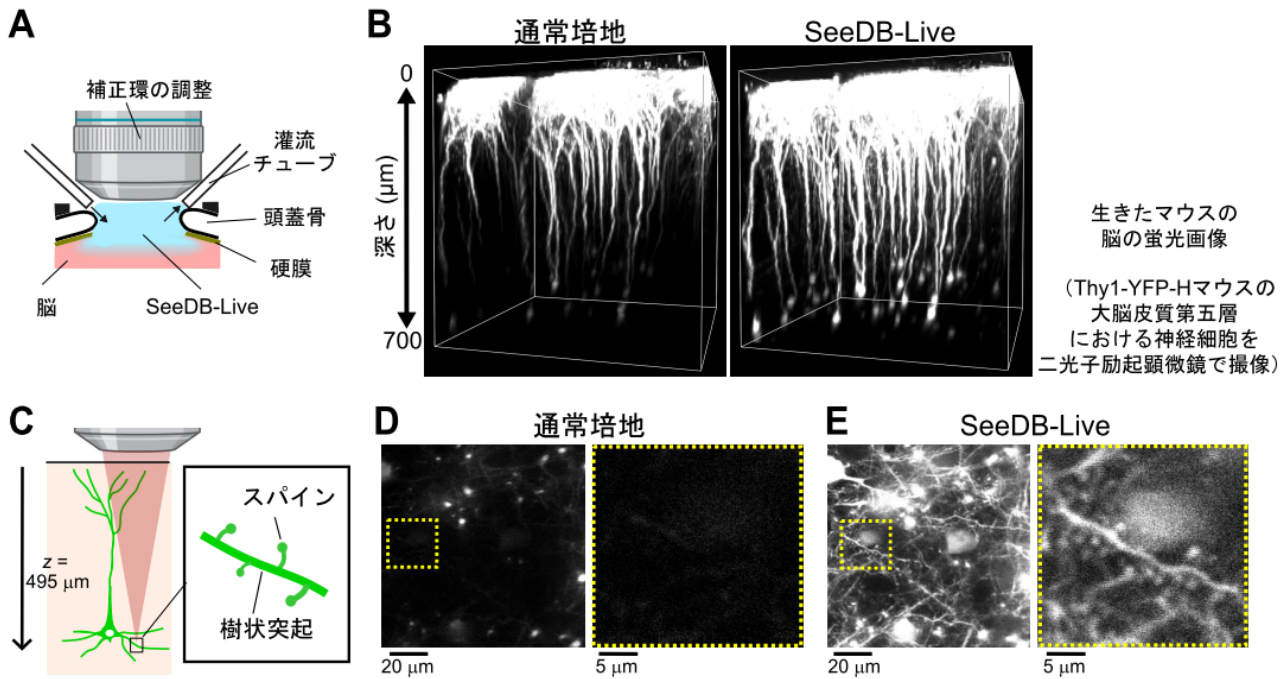 A
補正環の調整
灌流
チューブ
頭蓋骨
硬膜
脳
SeeDB-Live
B
通常培地
SeeDB-Live
0
深さ (μm)
700
生きたマウスの
脳の蛍光画像
(Thy1-YFP-Hマウスの
大脳皮質第五層
における神経細胞を
二光子励起顕微鏡で撮像)
C
z =
495 μm
スパイン
樹状突起
D
通常培地
20 μm
5 μm
E
SeeDB-Live
20 μm
5 μm